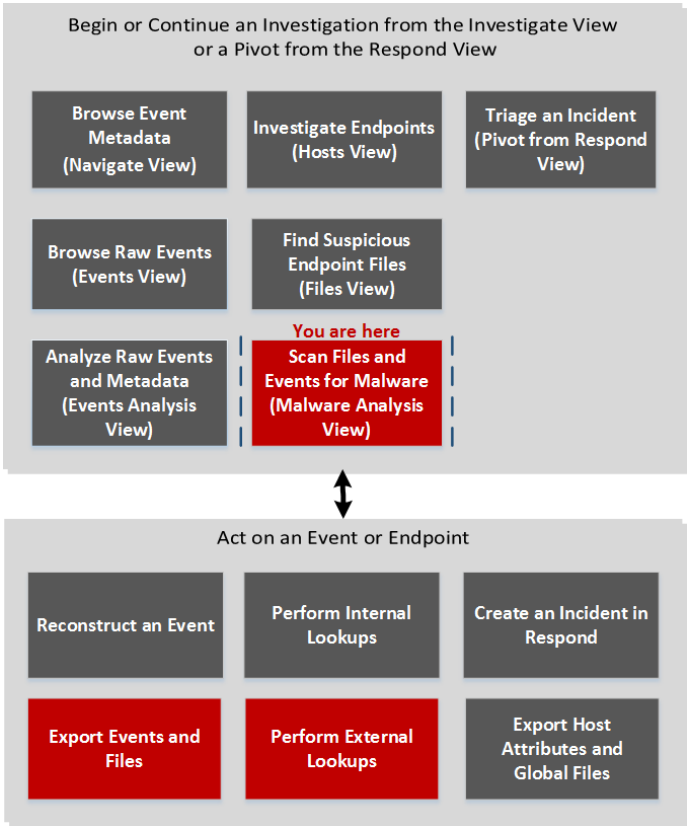 Begin or Continue an Investigation from the Investigate View
or a Pivot from the Respond View
Browse Event
Metadata
(Navigate View)
Investigate Endpoints
(Hosts View)
Triage an Incident
(Pivot from Respond
View)
Browse Raw Events
(Events View)
Find Suspicious
Endpoint Files
(Files View)
Analyze Raw Events
and Metadata
(Events Analysis
View)
You are here
Scan Files and
Events for Malware
(Malware Analysis
View)
Act on an Event or Endpoint
Reconstruct an Event
Perform Internal
Lookups
Create an Incident in
Respond
Export Events and
Files
Perform External
Lookups
Export Host
Attributes and
Global Files